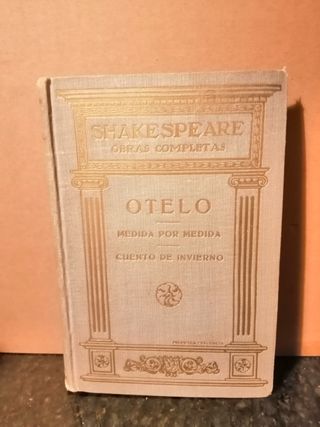 SHAKESPEARE
OBRAS COMPLETAS
OTELO
MEDIDA POR MEDIDA
CUENTO DE INVIERNO